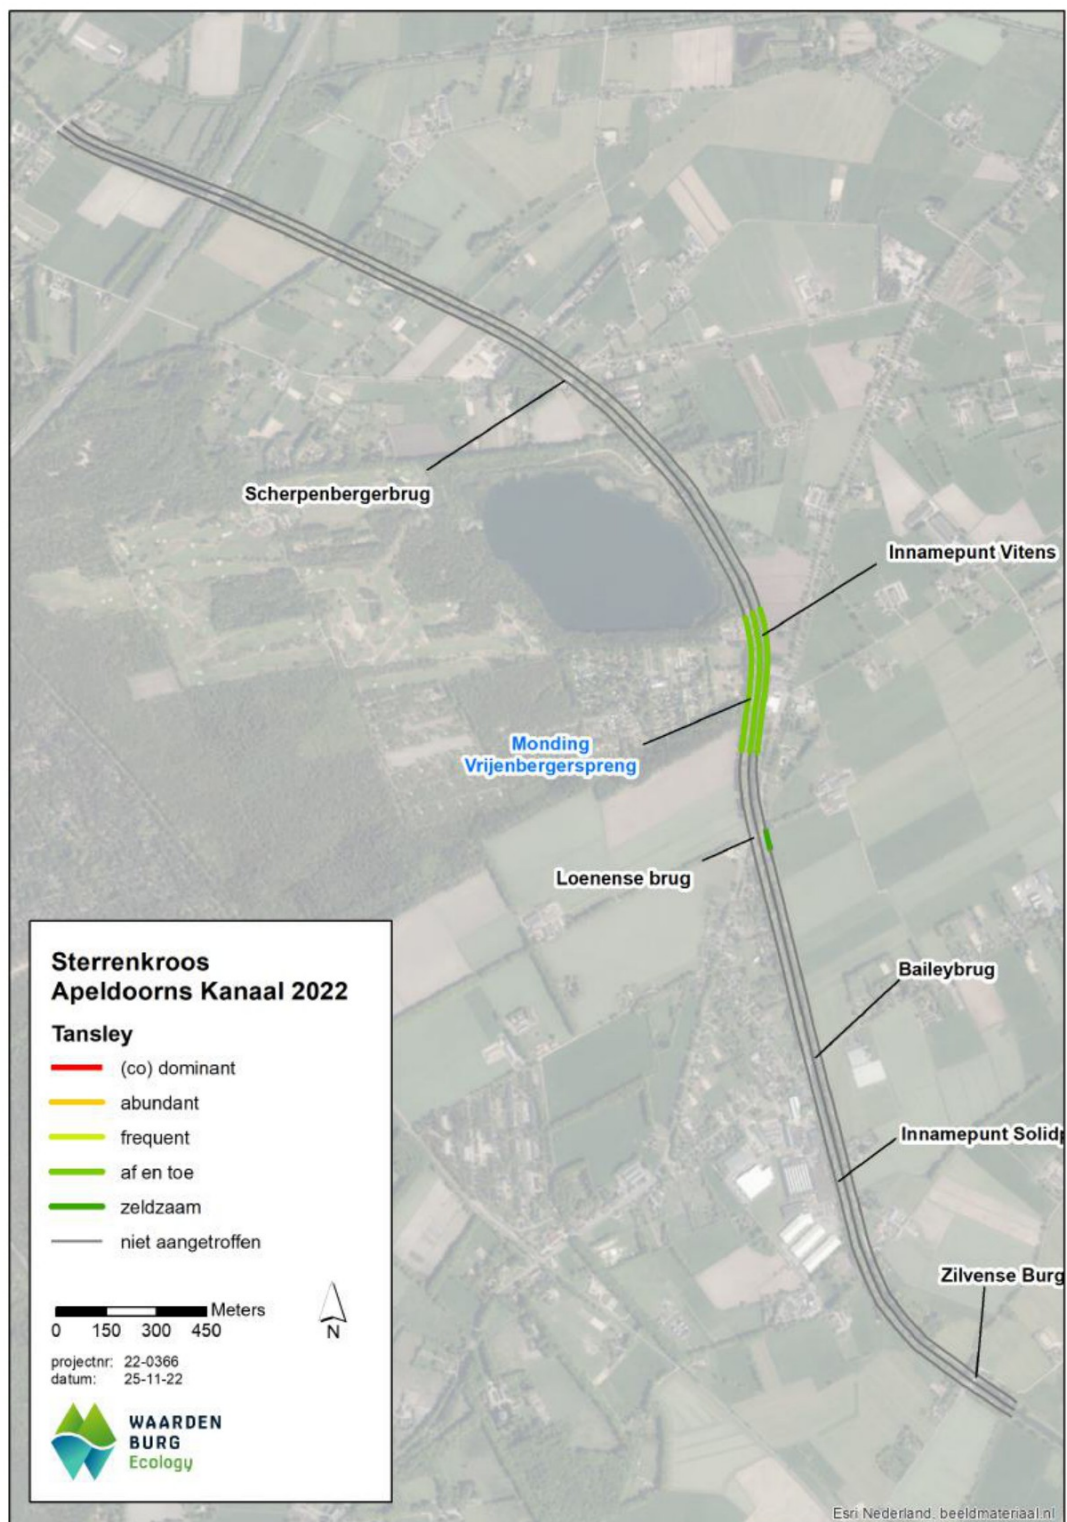 Scherpenbergerbrug
Innamepunt Vitens
Monding
Vrijenbergerspreng
Loenense brug
Baileybrug
Innamepunt Solidp
Zilvense Burg
Sterrenkroos
Apeldoorns Kanaal 2022
Tansley
(co) dominant
abundant
frequent
af en toe
zeldzaam
niet aangetroffen
Meters
0 150 300 450
N
projectnr: 22-0366
datum: 25-11-22
WAARDEN
BURG
Ecology
Esri Nederland, beeldmateriaal.nl